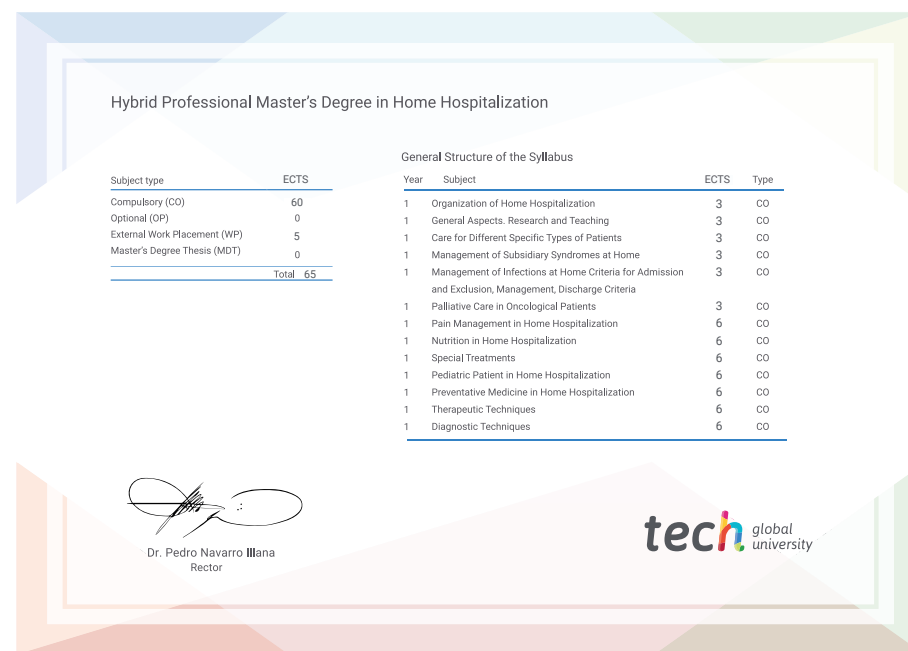 Hybrid Professional Master's Degree in Home Hospitalization
Subject type ECTS
Compulsory (CO) 60
Optional (OP) 0
External Work Placement (WP) 5
Master's Degree Thesis (MDT) 0
Total 65
General Structure of the Syllabus
Year Subject ECTS Type
1 Organization of Home Hospitalization 3 CO
1 General Aspects. Research and Teaching 3 CO
1 Care for Different Specific Types of Patients 3 CO
1 Management of Subsidiary Syndromes at Home 3 CO
1 Management of Infections at Home Criteria for Admission 3 CO
and Exclusion, Management, Discharge Criteria
1 Palliative Care in Oncological Patients 3 CO
1 Pain Management in Home Hospitalization 6 CO
1 Nutrition in Home Hospitalization 6 CO
1 Special Treatments 6 CO
1 Pediatric Patient in Home Hospitalization 6 CO
1 Preventative Medicine in Home Hospitalization 6 CO
1 Therapeutic Techniques 6 CO
1 Diagnostic Techniques 6 CO
Dr. Pedro Navarro Illana
Rector
tech global
university